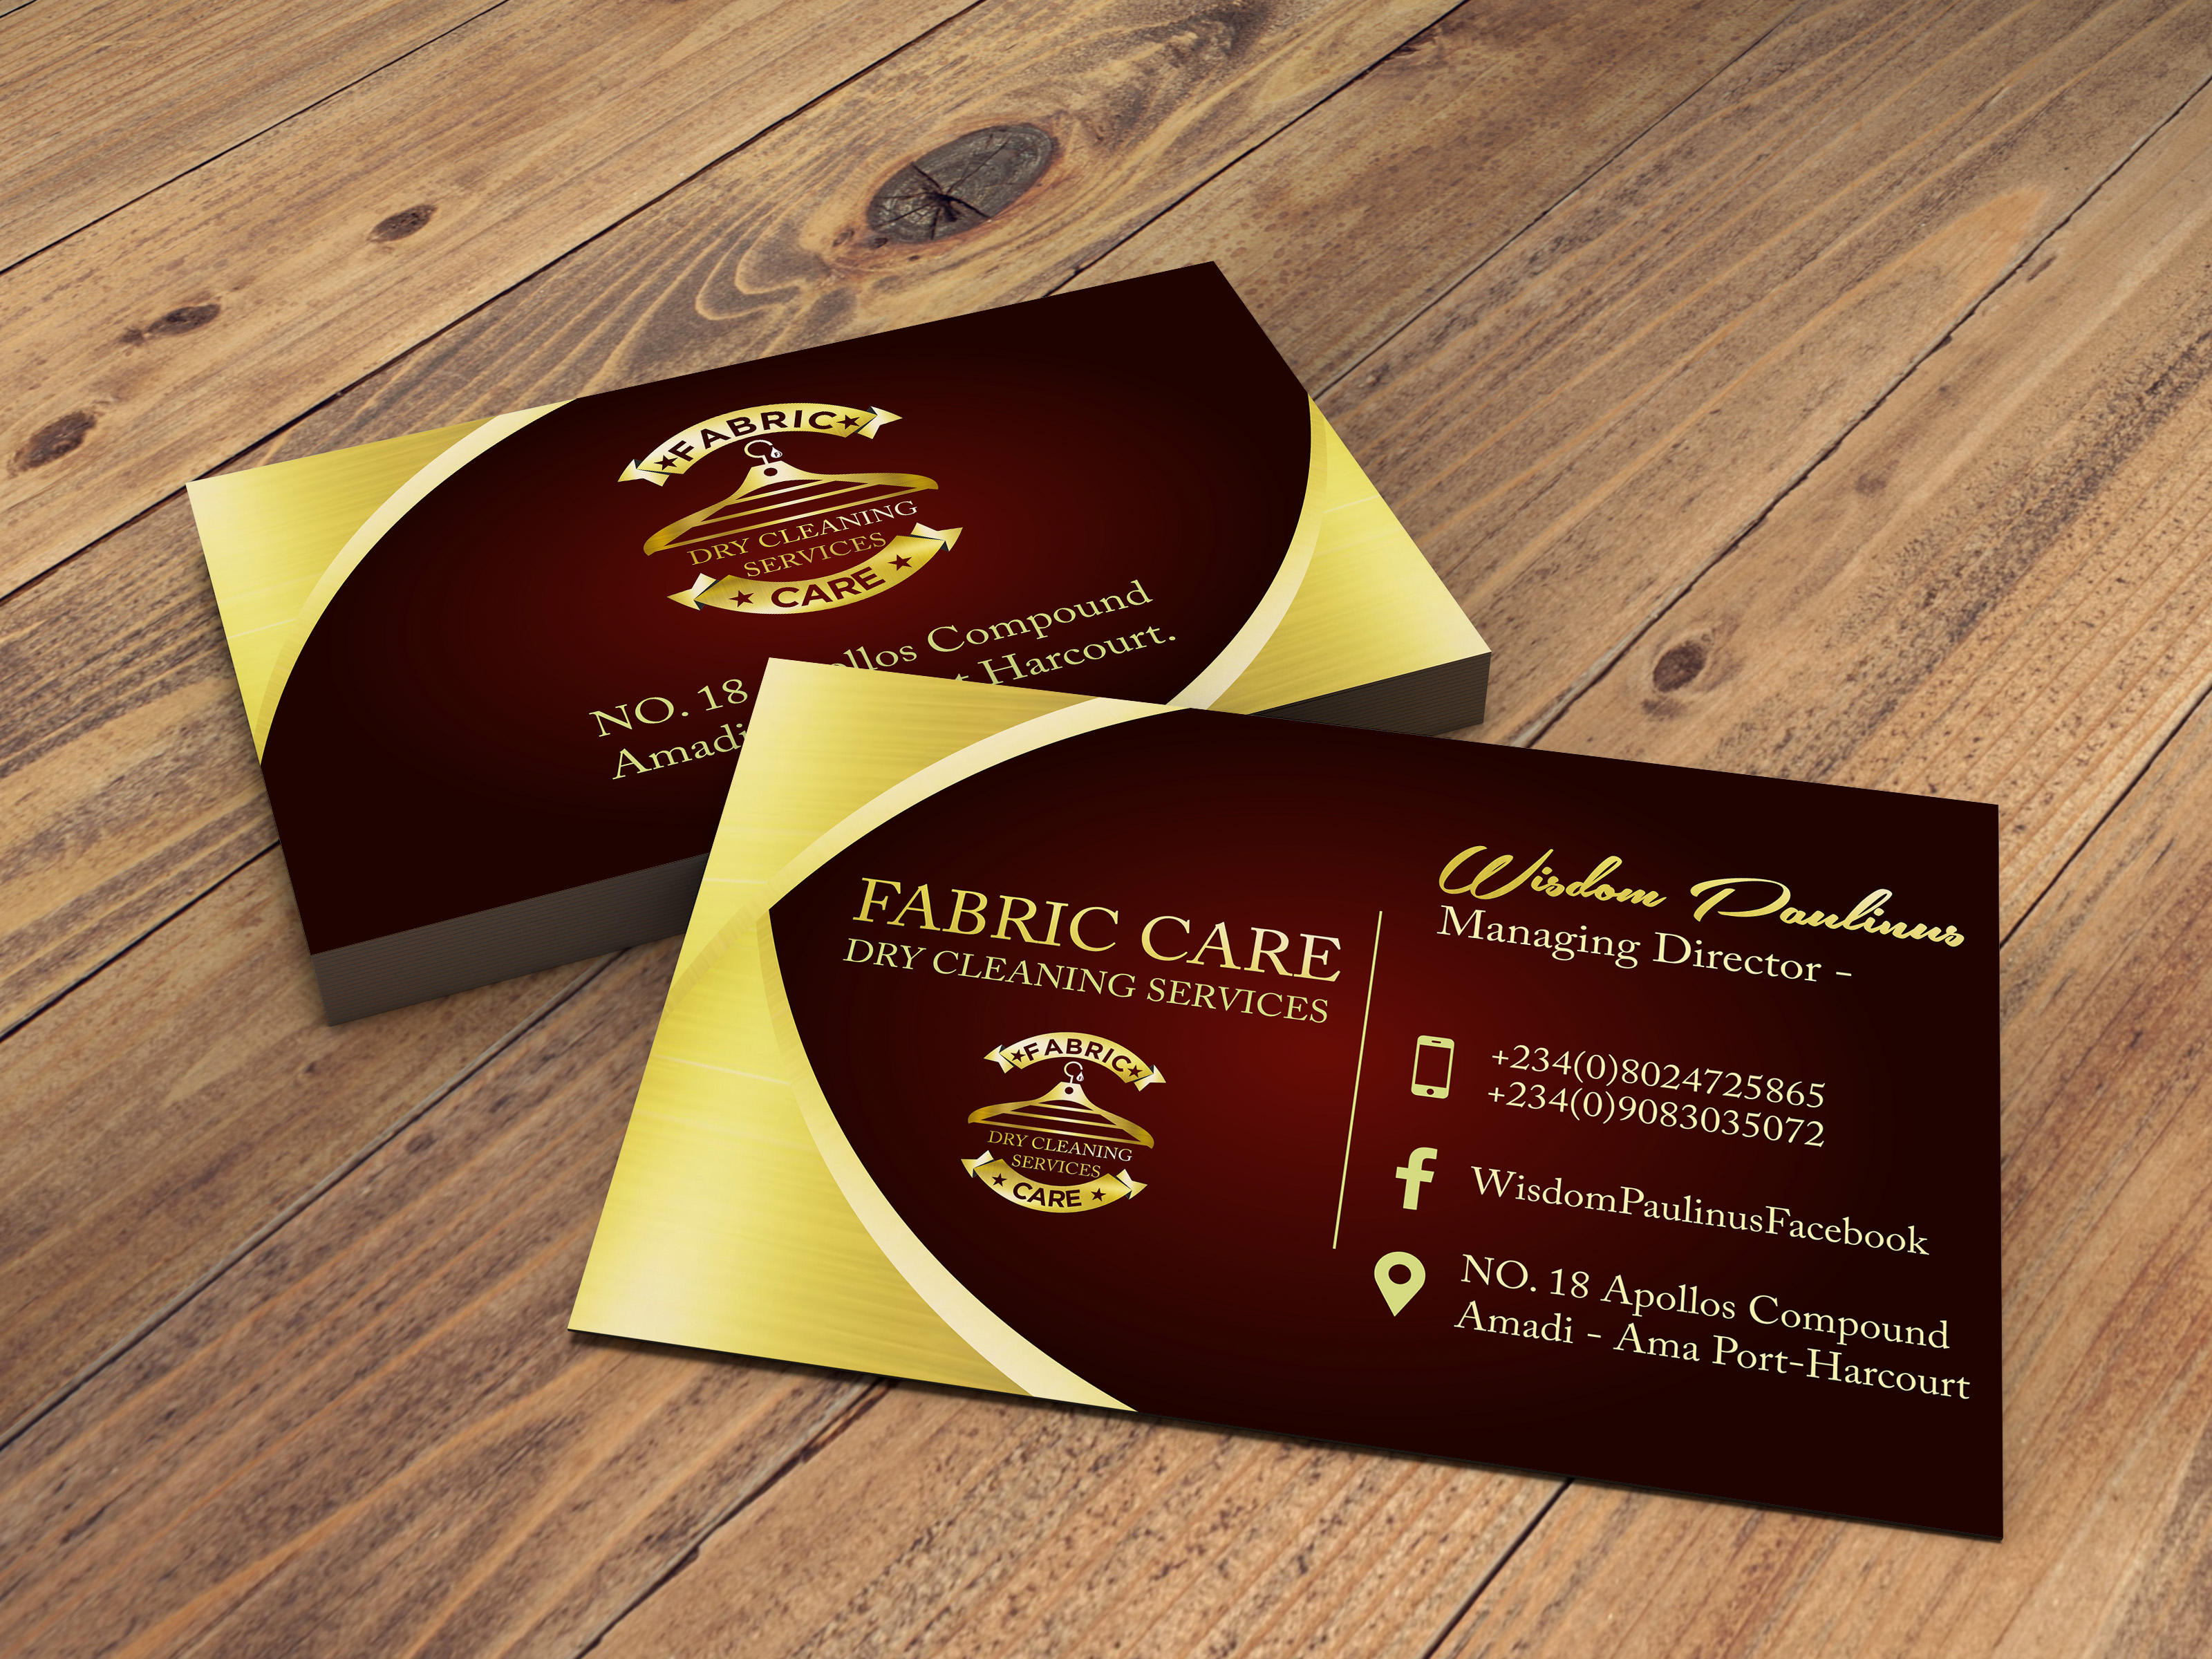 FABRIC
DRY CLEANING
SERVICES
CARE
NO. 18 Compound
Harcourt.
FABRIC CARE
DRY CLEANING SERVICES
FABRIC
DRY CLEANING
SERVICES
CARE
Wisdom Paulinus
Managing Director -
+234(0)8024725865
+234(0)9083035072
WisdomPaulinusFacebook
NO. 18 Apollos Compound
Amadi - Ama Port-Harcourt